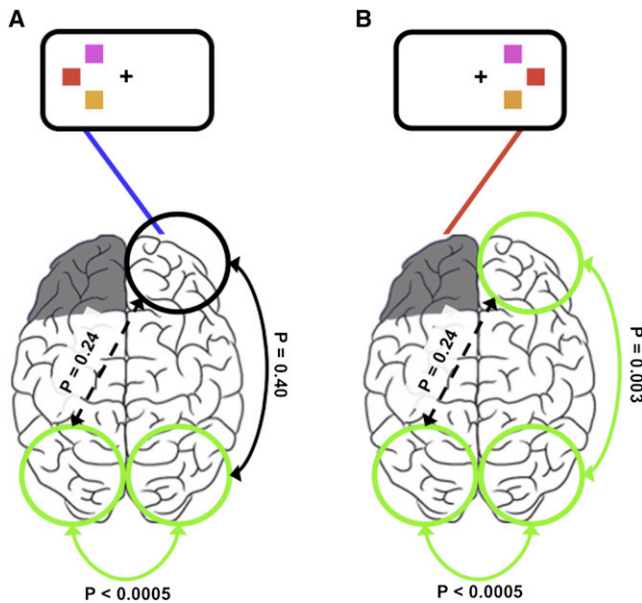 A
B
+
+
P = 0.24
P = 0.40
P = 0.24
P = 0.003
P < 0.0005
P < 0.0005